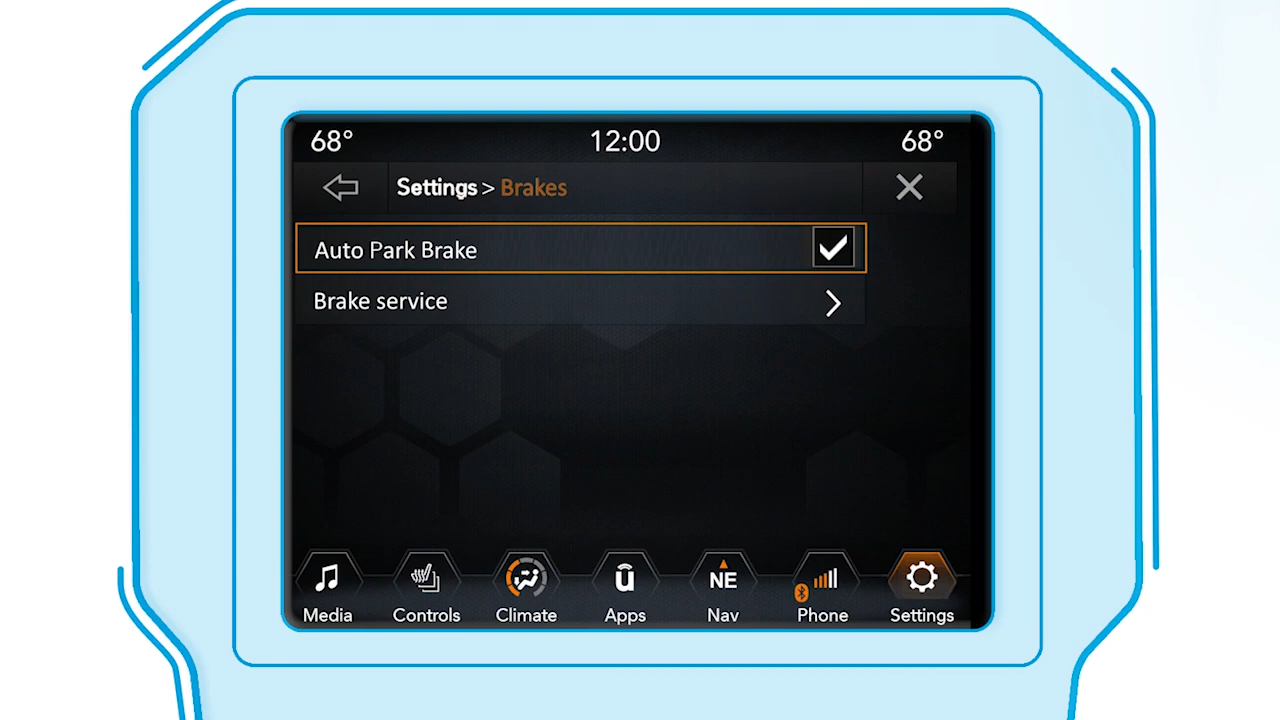 68° 12:00 68°
Settings > Brakes
Auto Park Brake
Brake service
NE
Media Controls Climate Apps Nav Phone Settings